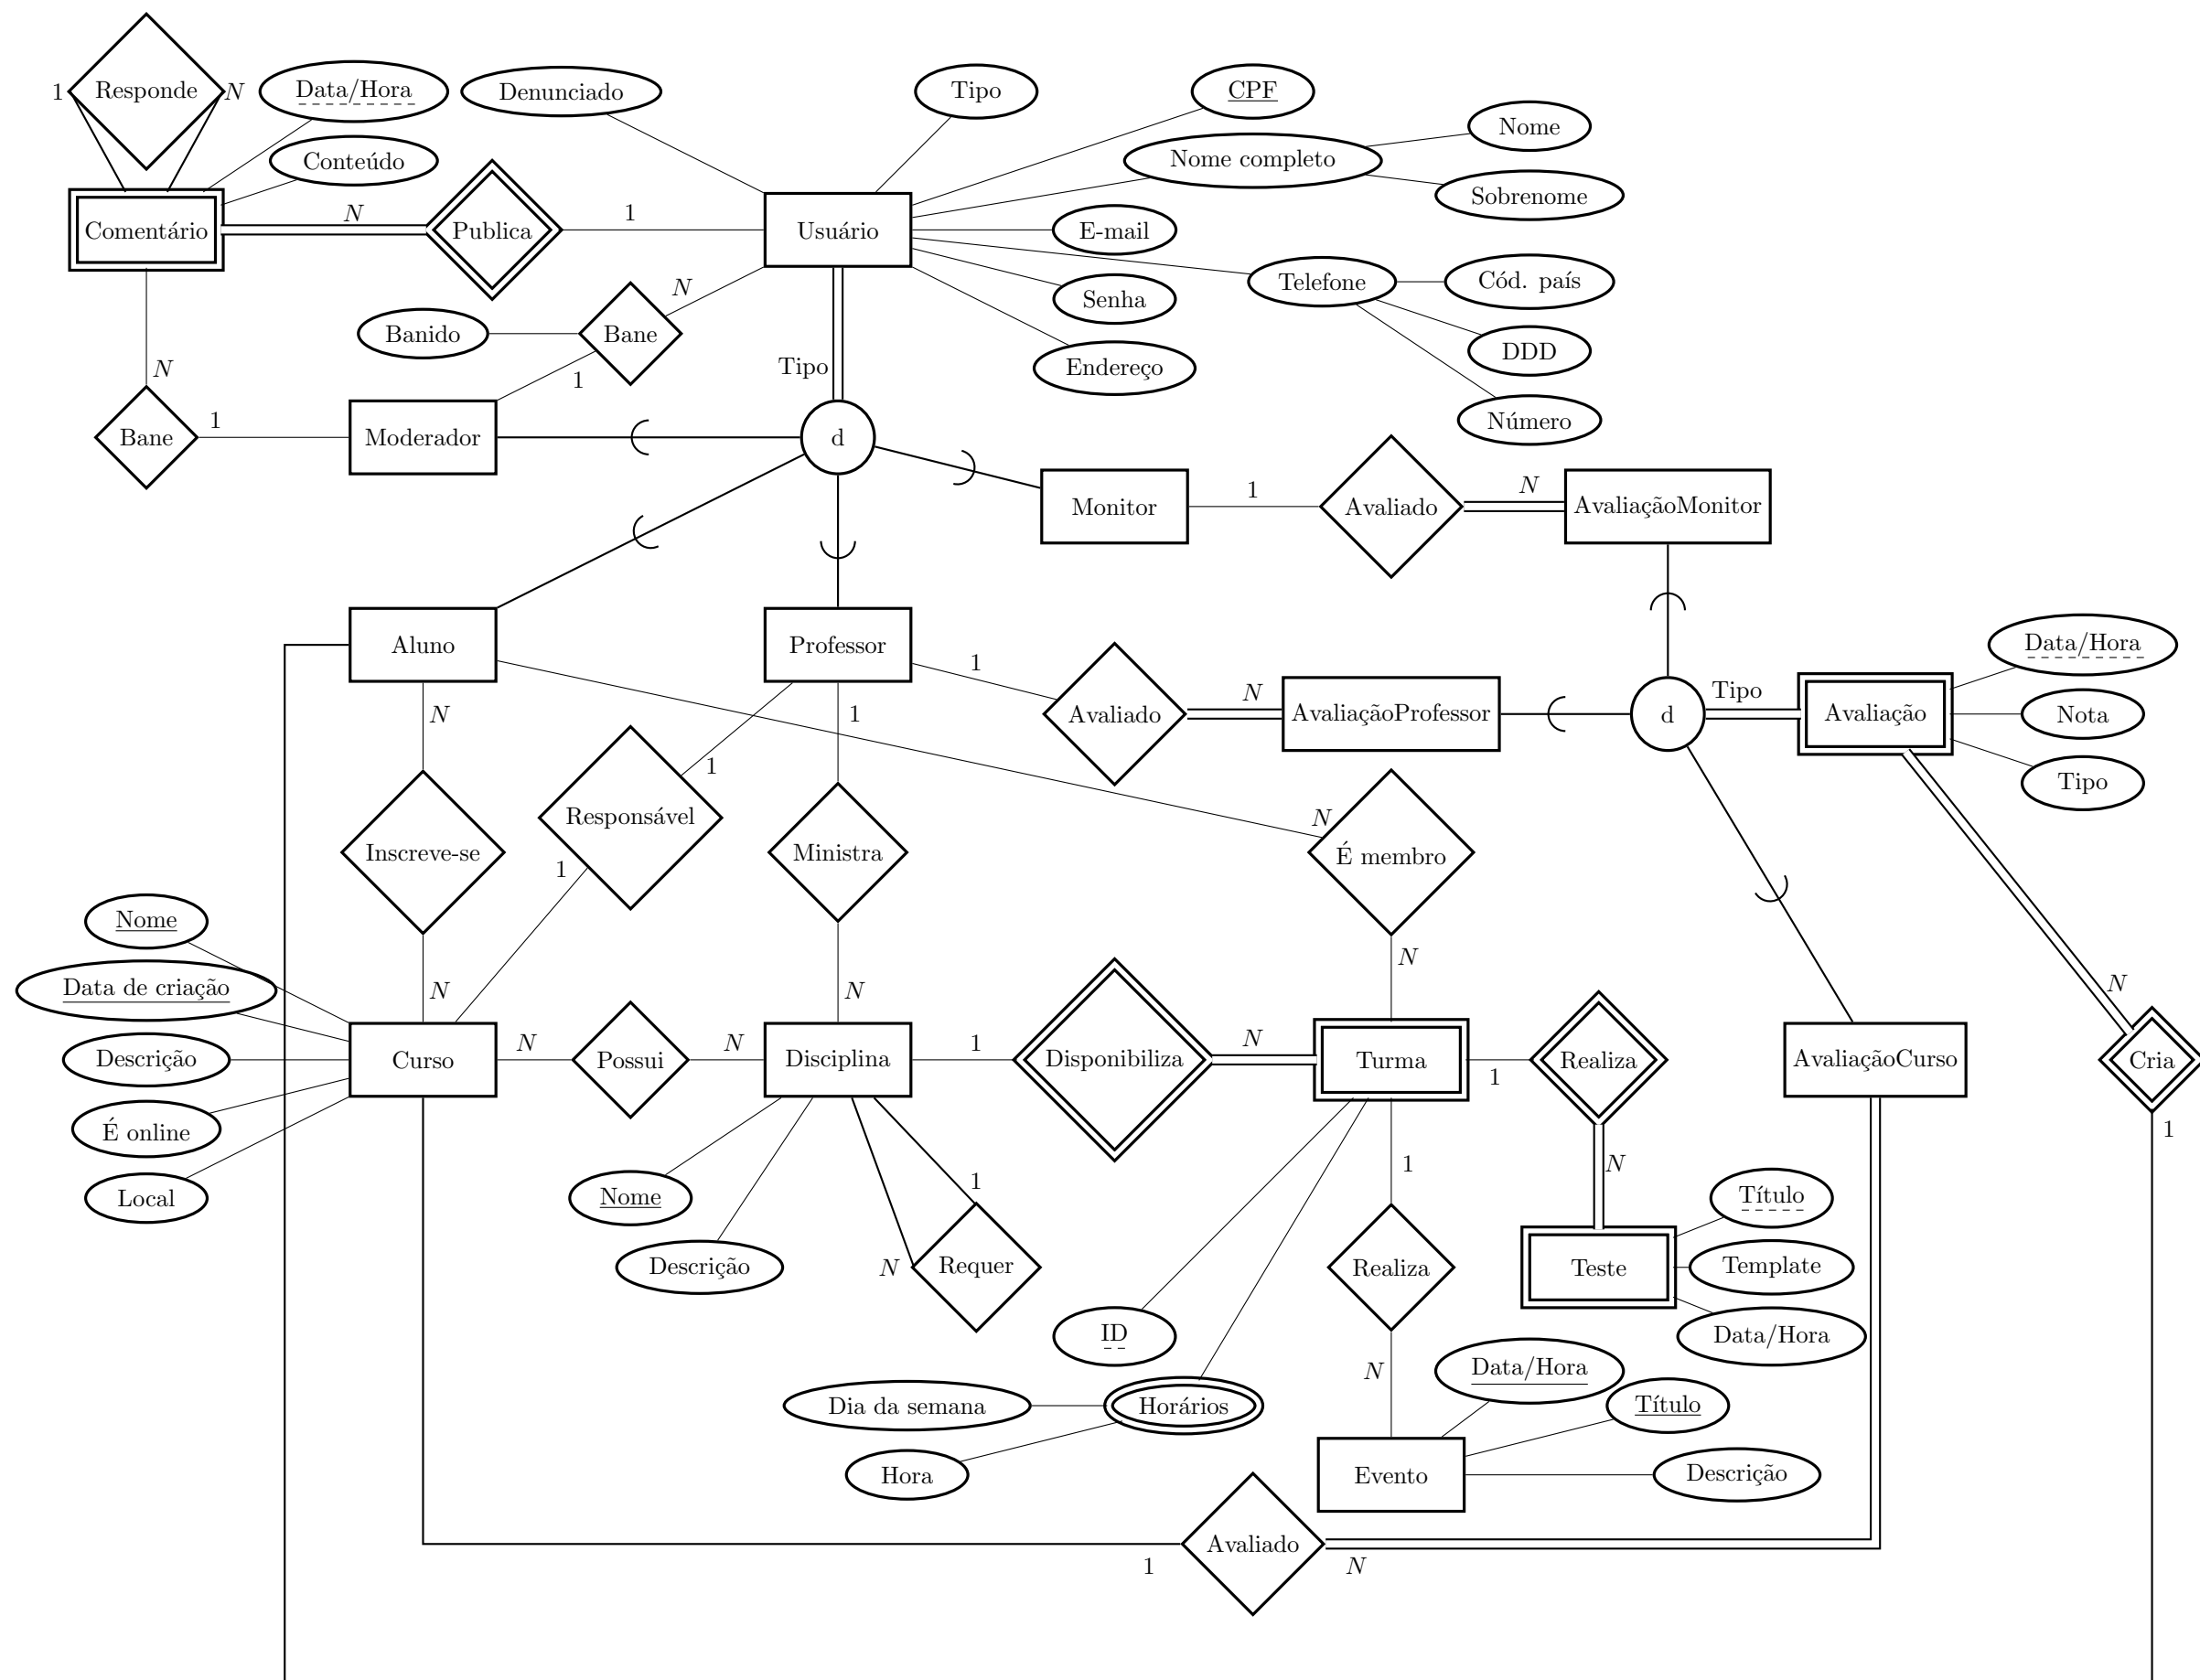 Responde
1
N
Data/Hora
Denunciado
Tipo
CPF
Nome
Conteúdo
Nome completo
Sobrenome
Comentário
N
Publica
1
Usuário
E-mail
N
Telefone
Cód. país
Senha
Banido
Bane
DDD
N
1
Tipo
Endereço
Número
Bane
1
Moderador
d
Monitor
1
Avaliado
N
AvaliaçãoMonitor
Aluno
Professor
1
Data/Hora
Tipo
N
1
Avaliado
N
AvaliaçãoProfessor
d
Avaliação
Nota
1
Tipo
Responsável
N
Inscreve-se
Ministra
É membro
1
Nome
N
N
N
N
N
Data de criação
Descrição
Curso
N
Possui
N
Disciplina
1
Disponibiliza
N
Turma
1
Realiza
AvaliaçãoCurso
Cria
1
É online
1
N
Local
Nome
1
Título
Descrição
N
Requer
Realiza
Teste
Template
ID
Data/Hora
N
Data/Hora
Dia da semana
Horários
Título
Hora
Evento
Descrição
1
Avaliado
N